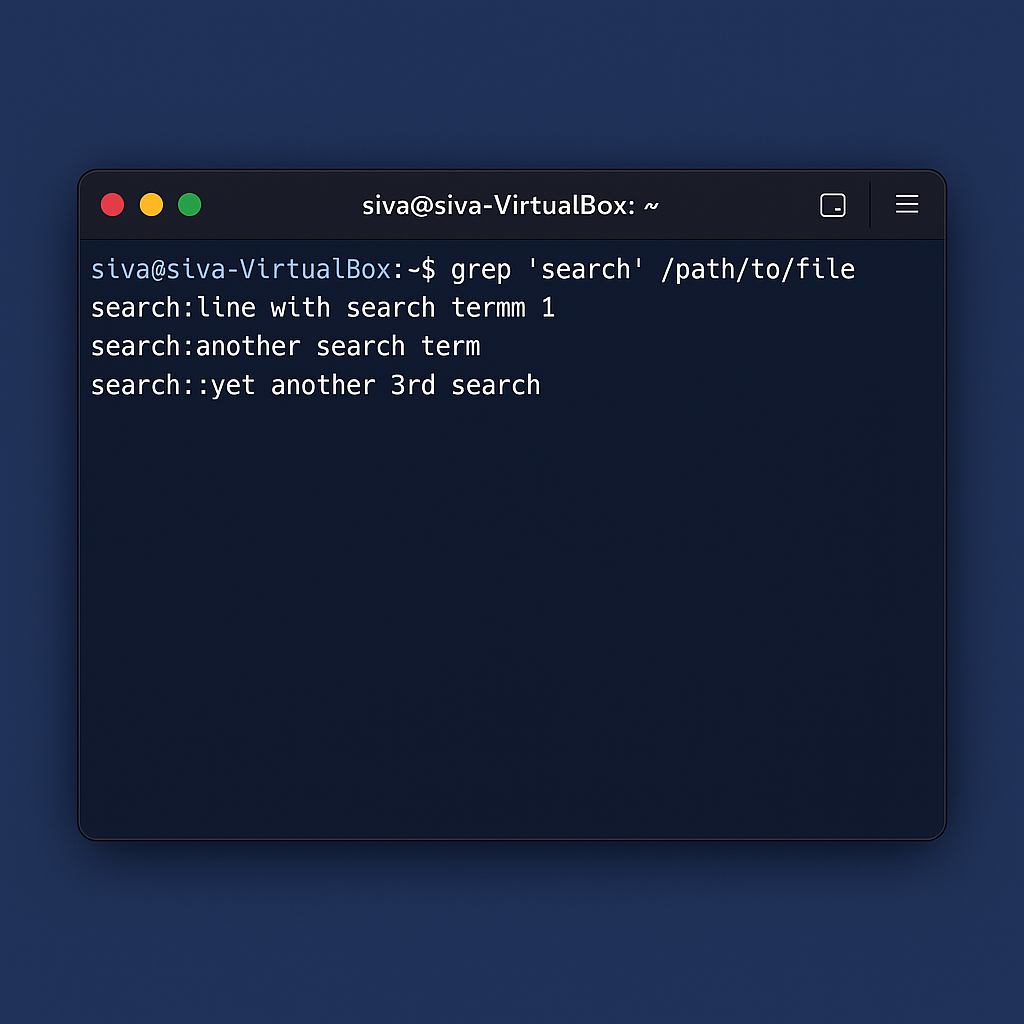 siva@siva-VirtualBox: ~
siva@siva-VirtualBox:~$ grep 'search' /path/to/file
search:line with search termm 1
search:another search term
search::yet another 3rd search